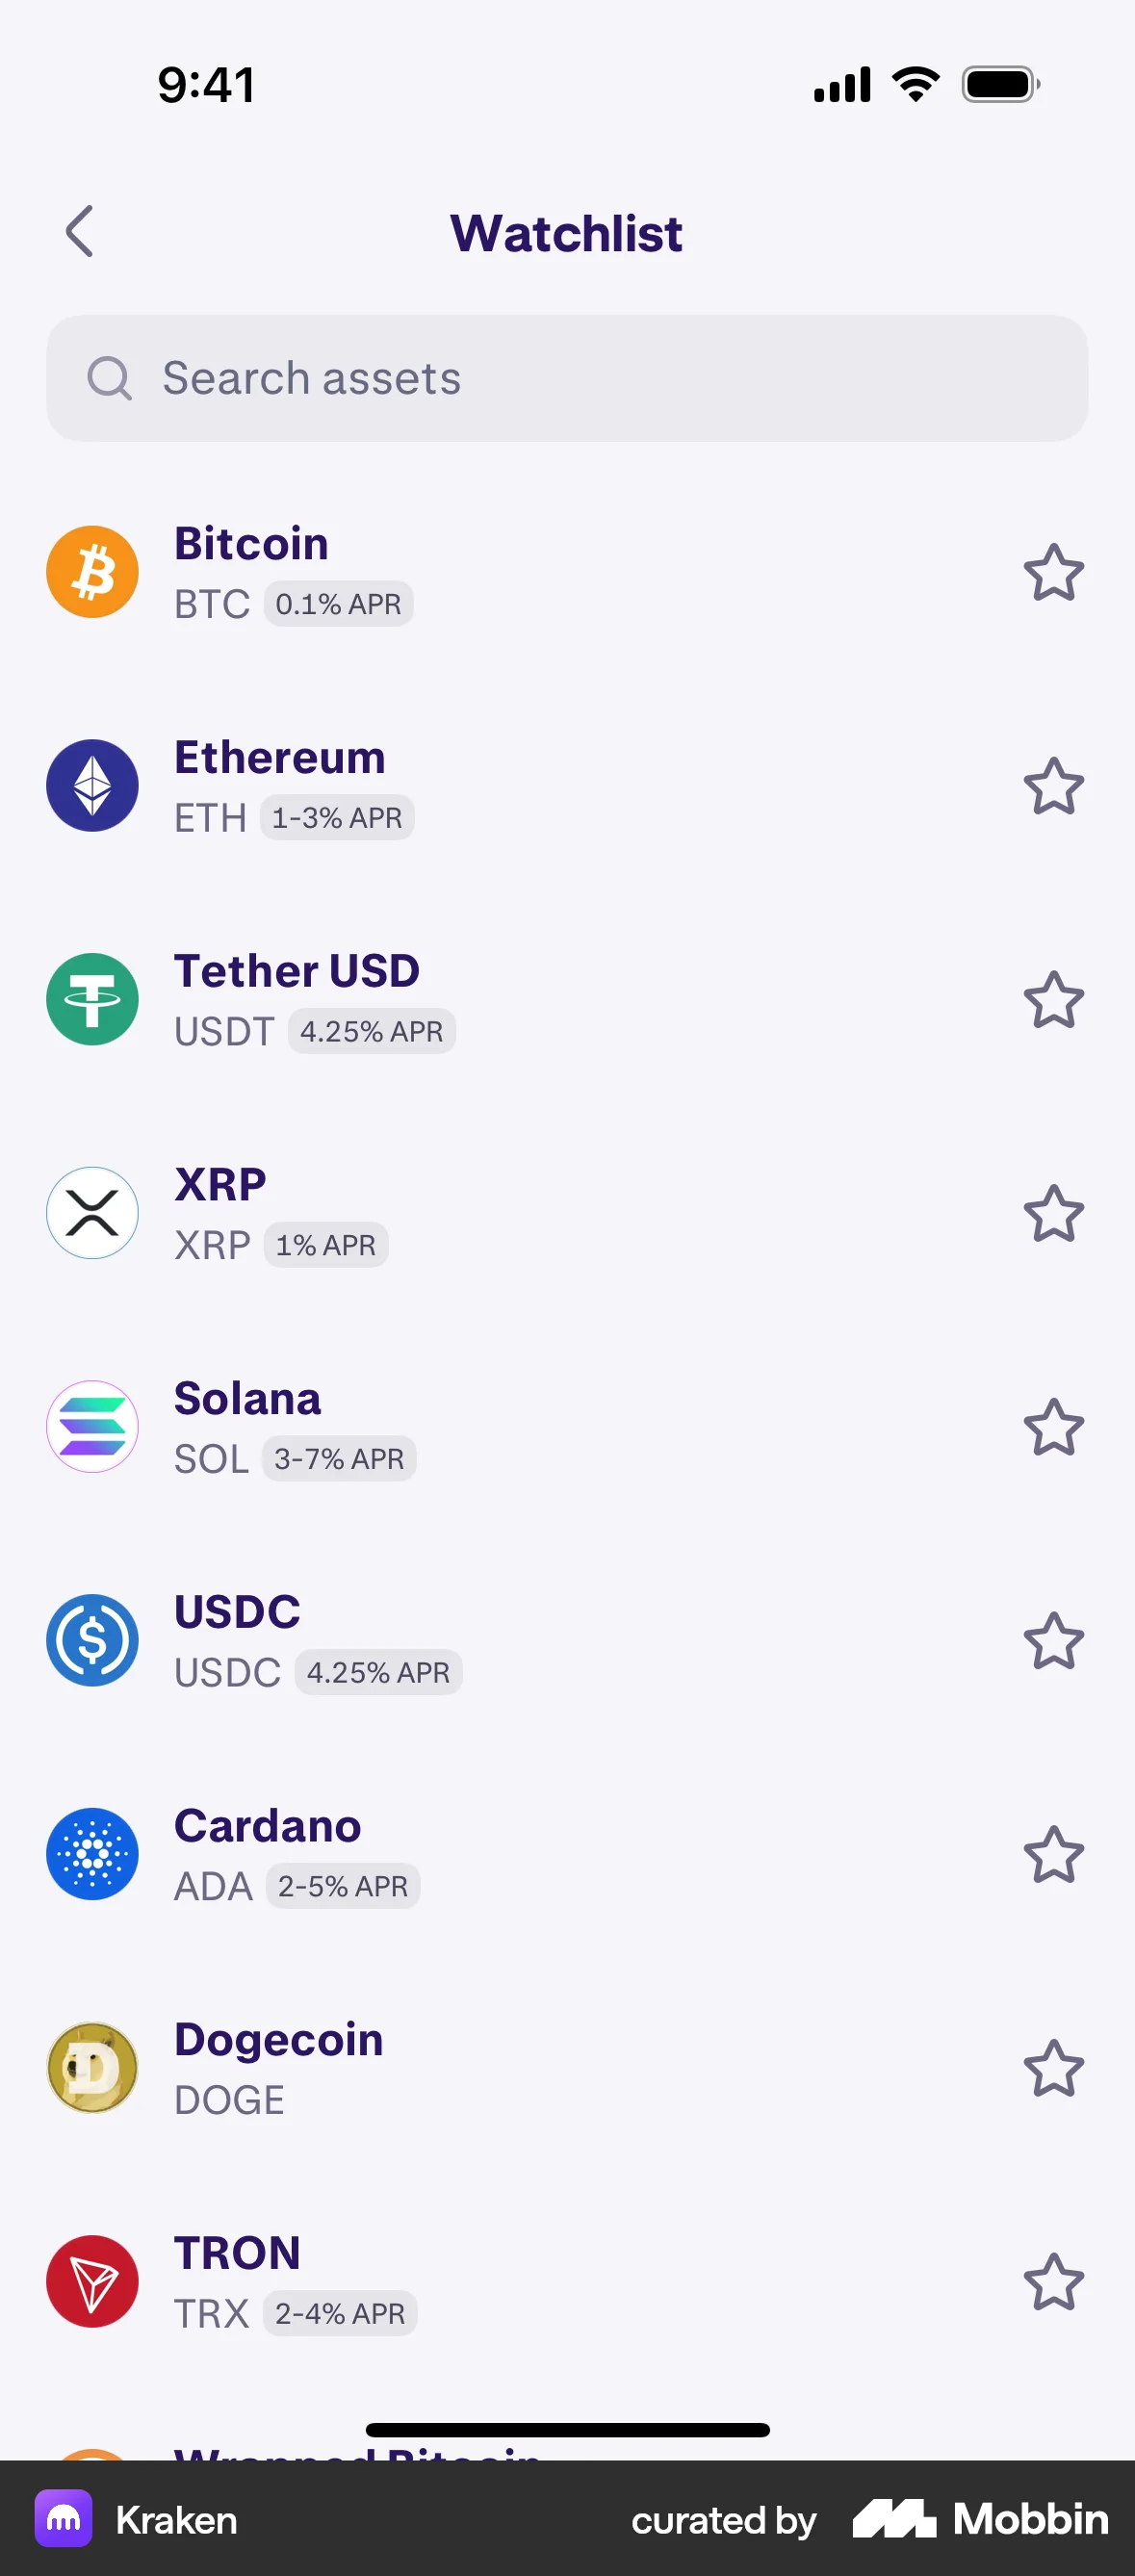 9:41
Watchlist
Search assets
Bitcoin
BTC 0.1% APR
Ethereum
ETH 1-3% APR
Tether USD
USDT 4.25% APR
XRP
XRP 1% APR
Solana
SOL 3-7% APR
USDC
USDC 4.25% APR
Cardano
ADA 2-5% APR
Dogecoin
DOGE
TRON
TRX 2-4% APR
Wrapped Bitcoin
Kraken curated by Mobbin